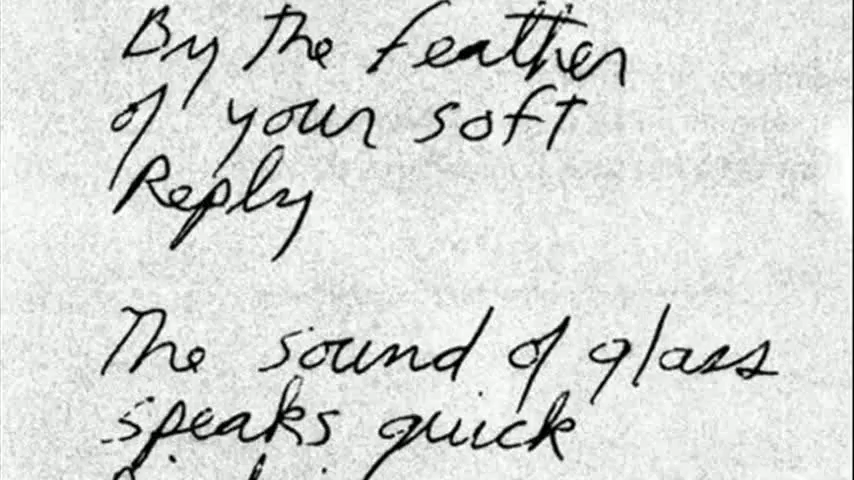 By the feather
of your soft
Reply
The sound of glass
speaks quick